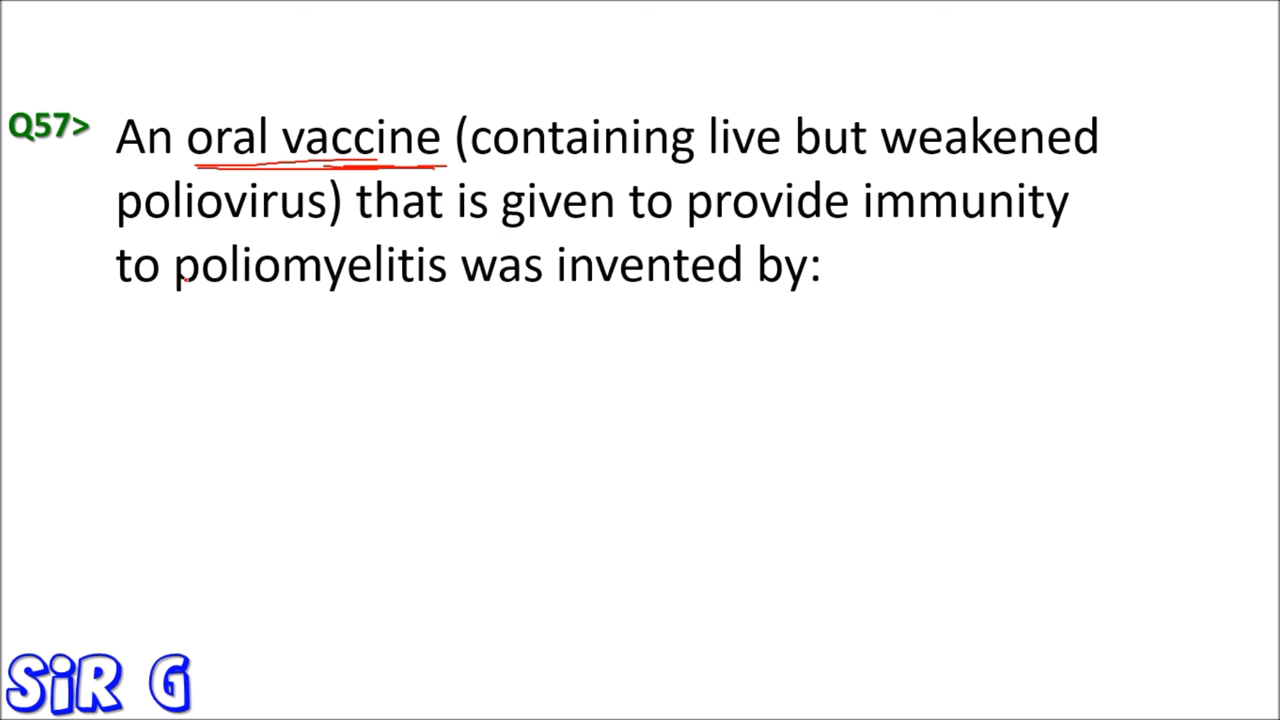 Q57> An oral vaccine (containing live but weakened
poliovirus) that is given to provide immunity
to poliomyelitis was invented by:
SiR G